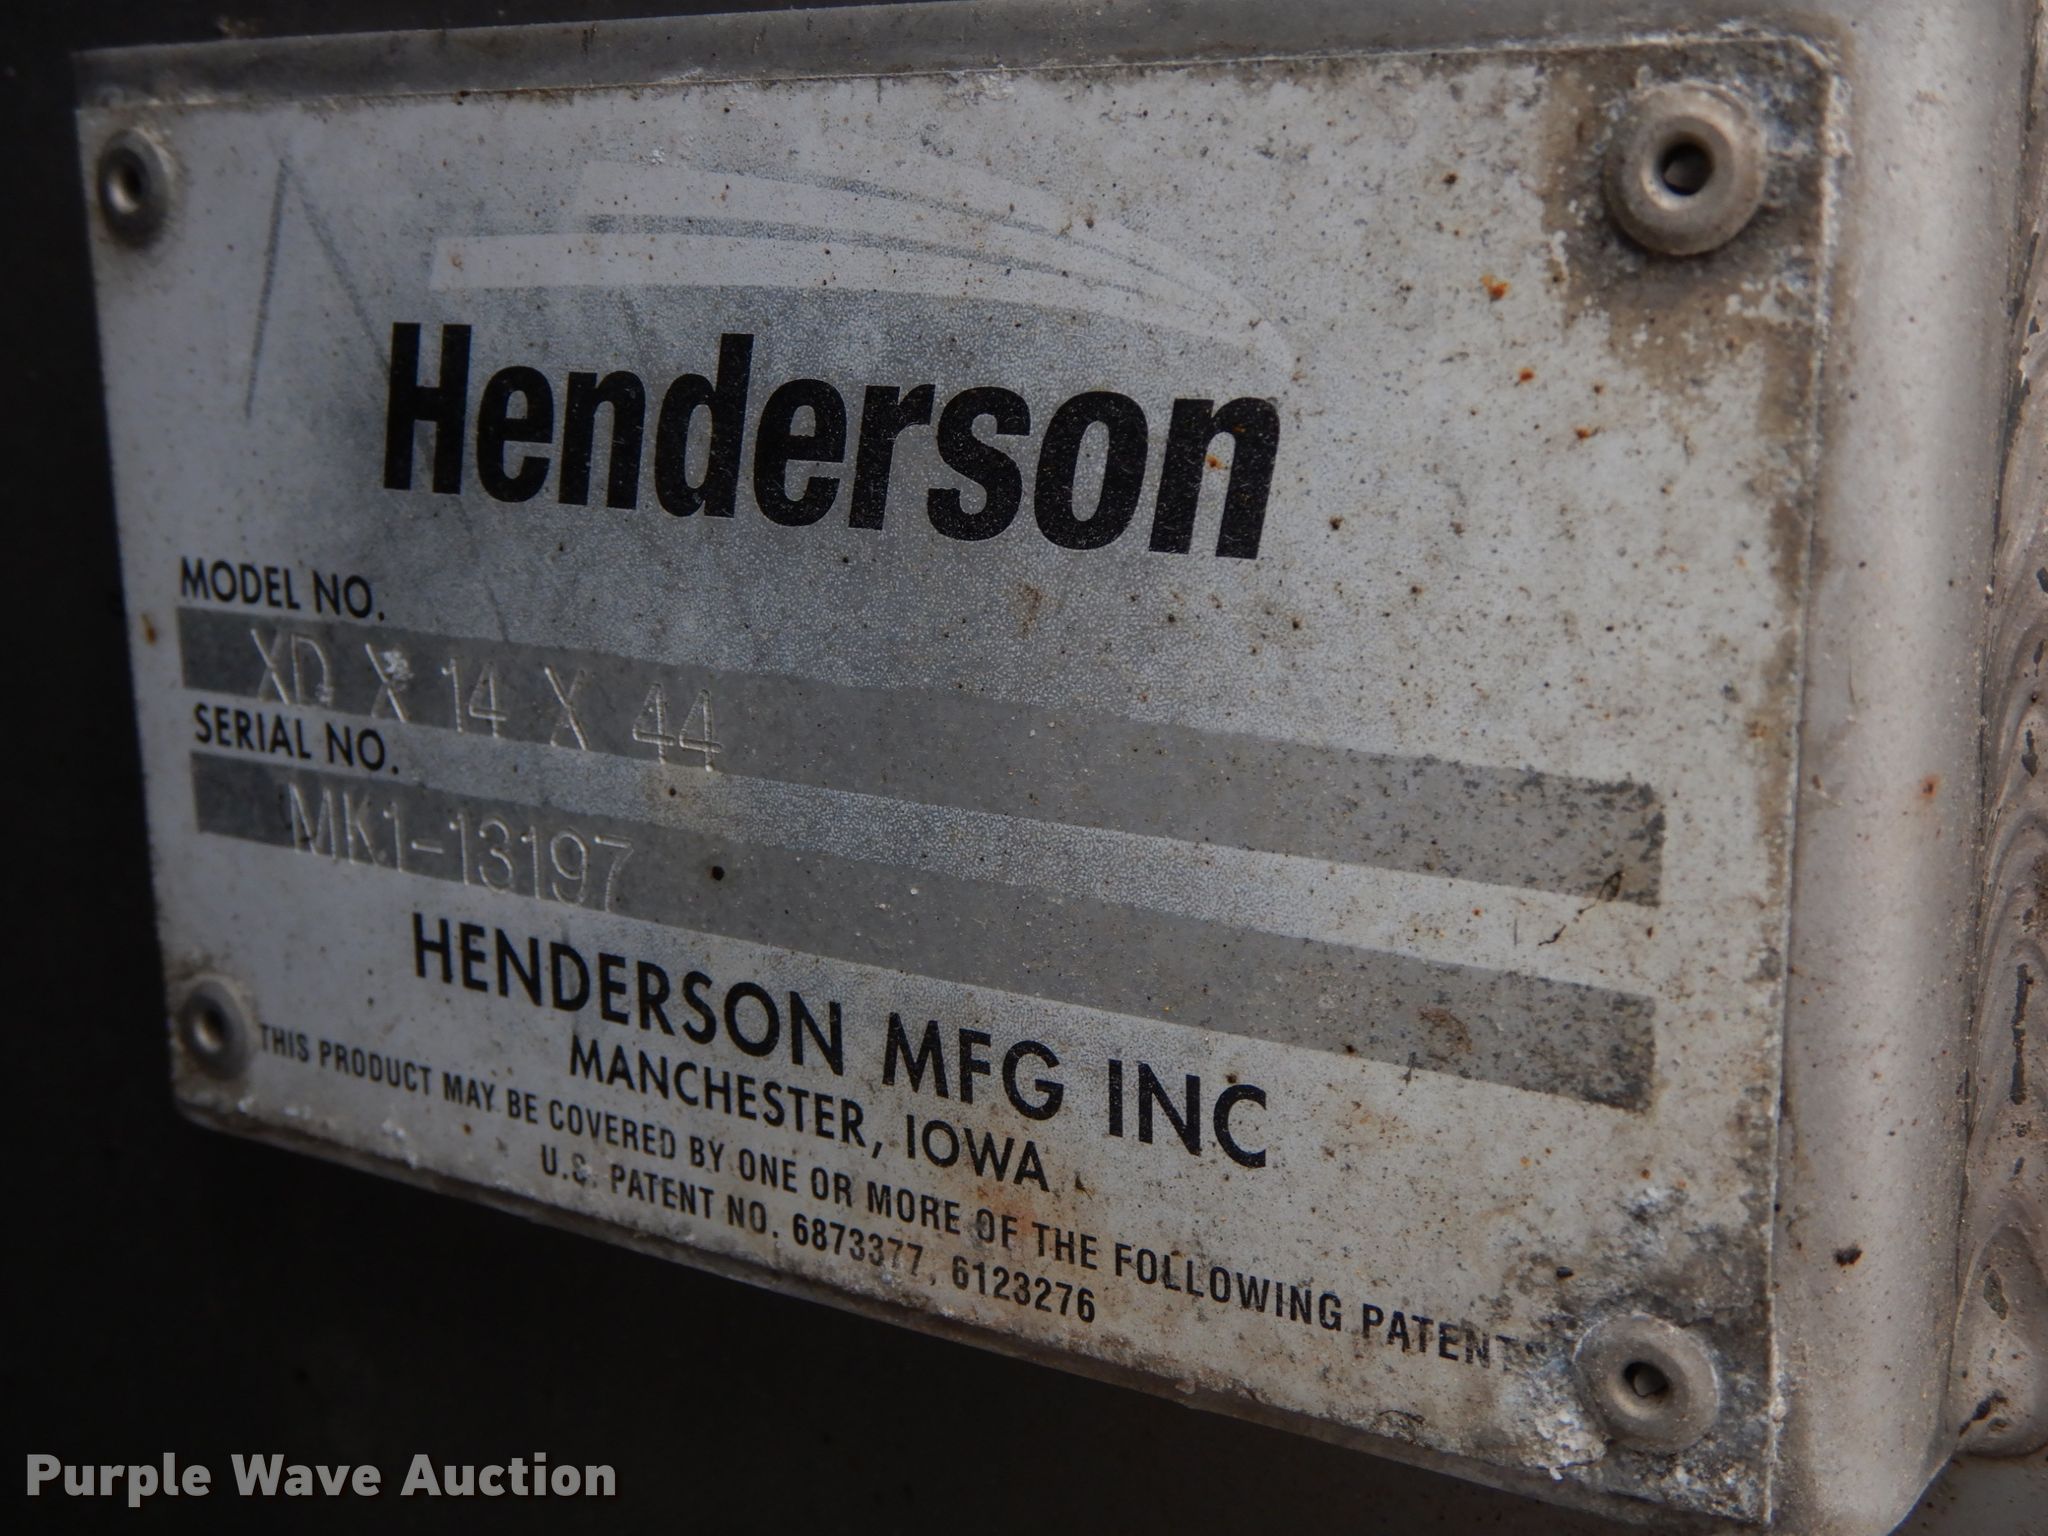 Henderson
MODEL NO.
XD X 14 X 44
SERIAL NO.
MK1-13197
HENDERSON MFG INC
MANCHESTER, IOWA
THIS PRODUCT MAY BE COVERED BY ONE OR MORE OF THE FOLLOWING PATENTS
U.S. PATENT NO. 6873377, 6123276
Purple Wave Auction